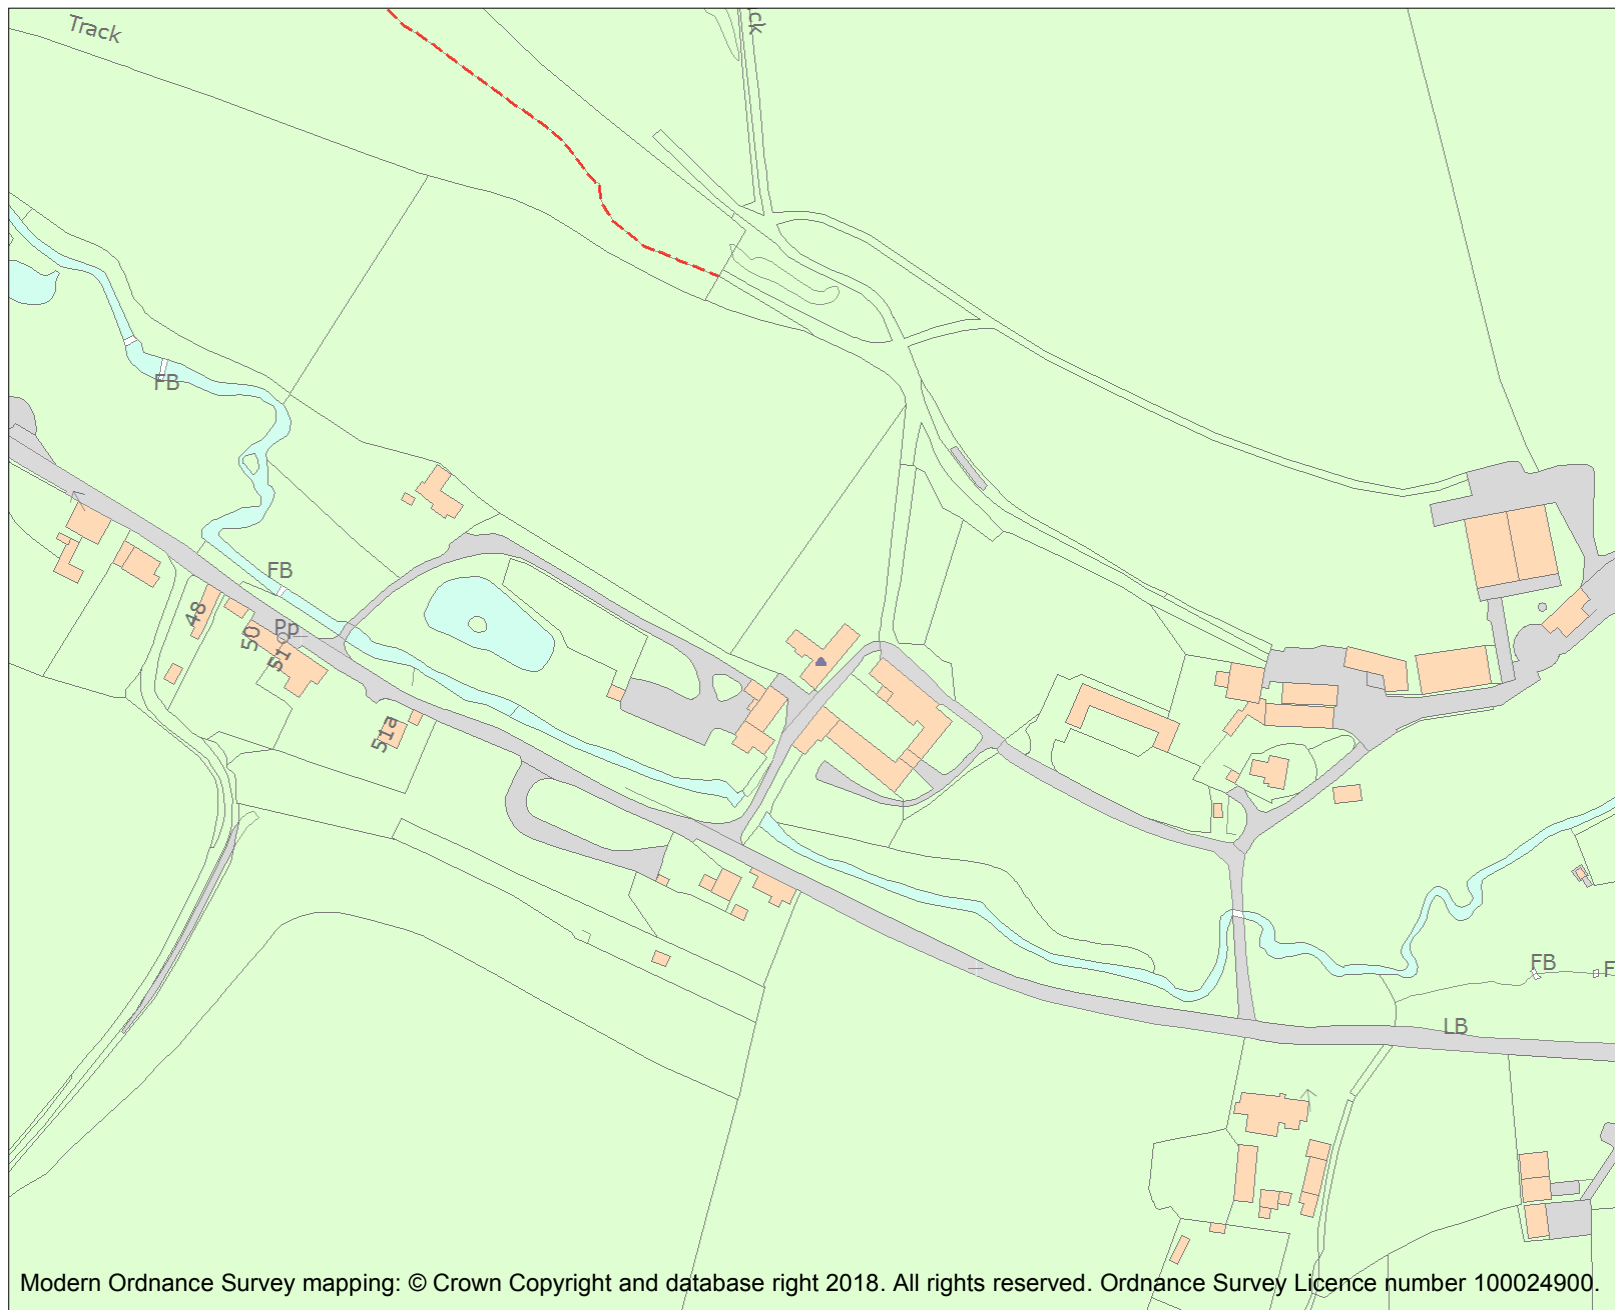 Track
ck
FB
FB
48
50
Pp
51
51a
FB
F
LB
Modern Ordnance Survey mapping: © Crown Copyright and database right 2018. All rights reserved. Ordnance Survey Licence number 100024900.